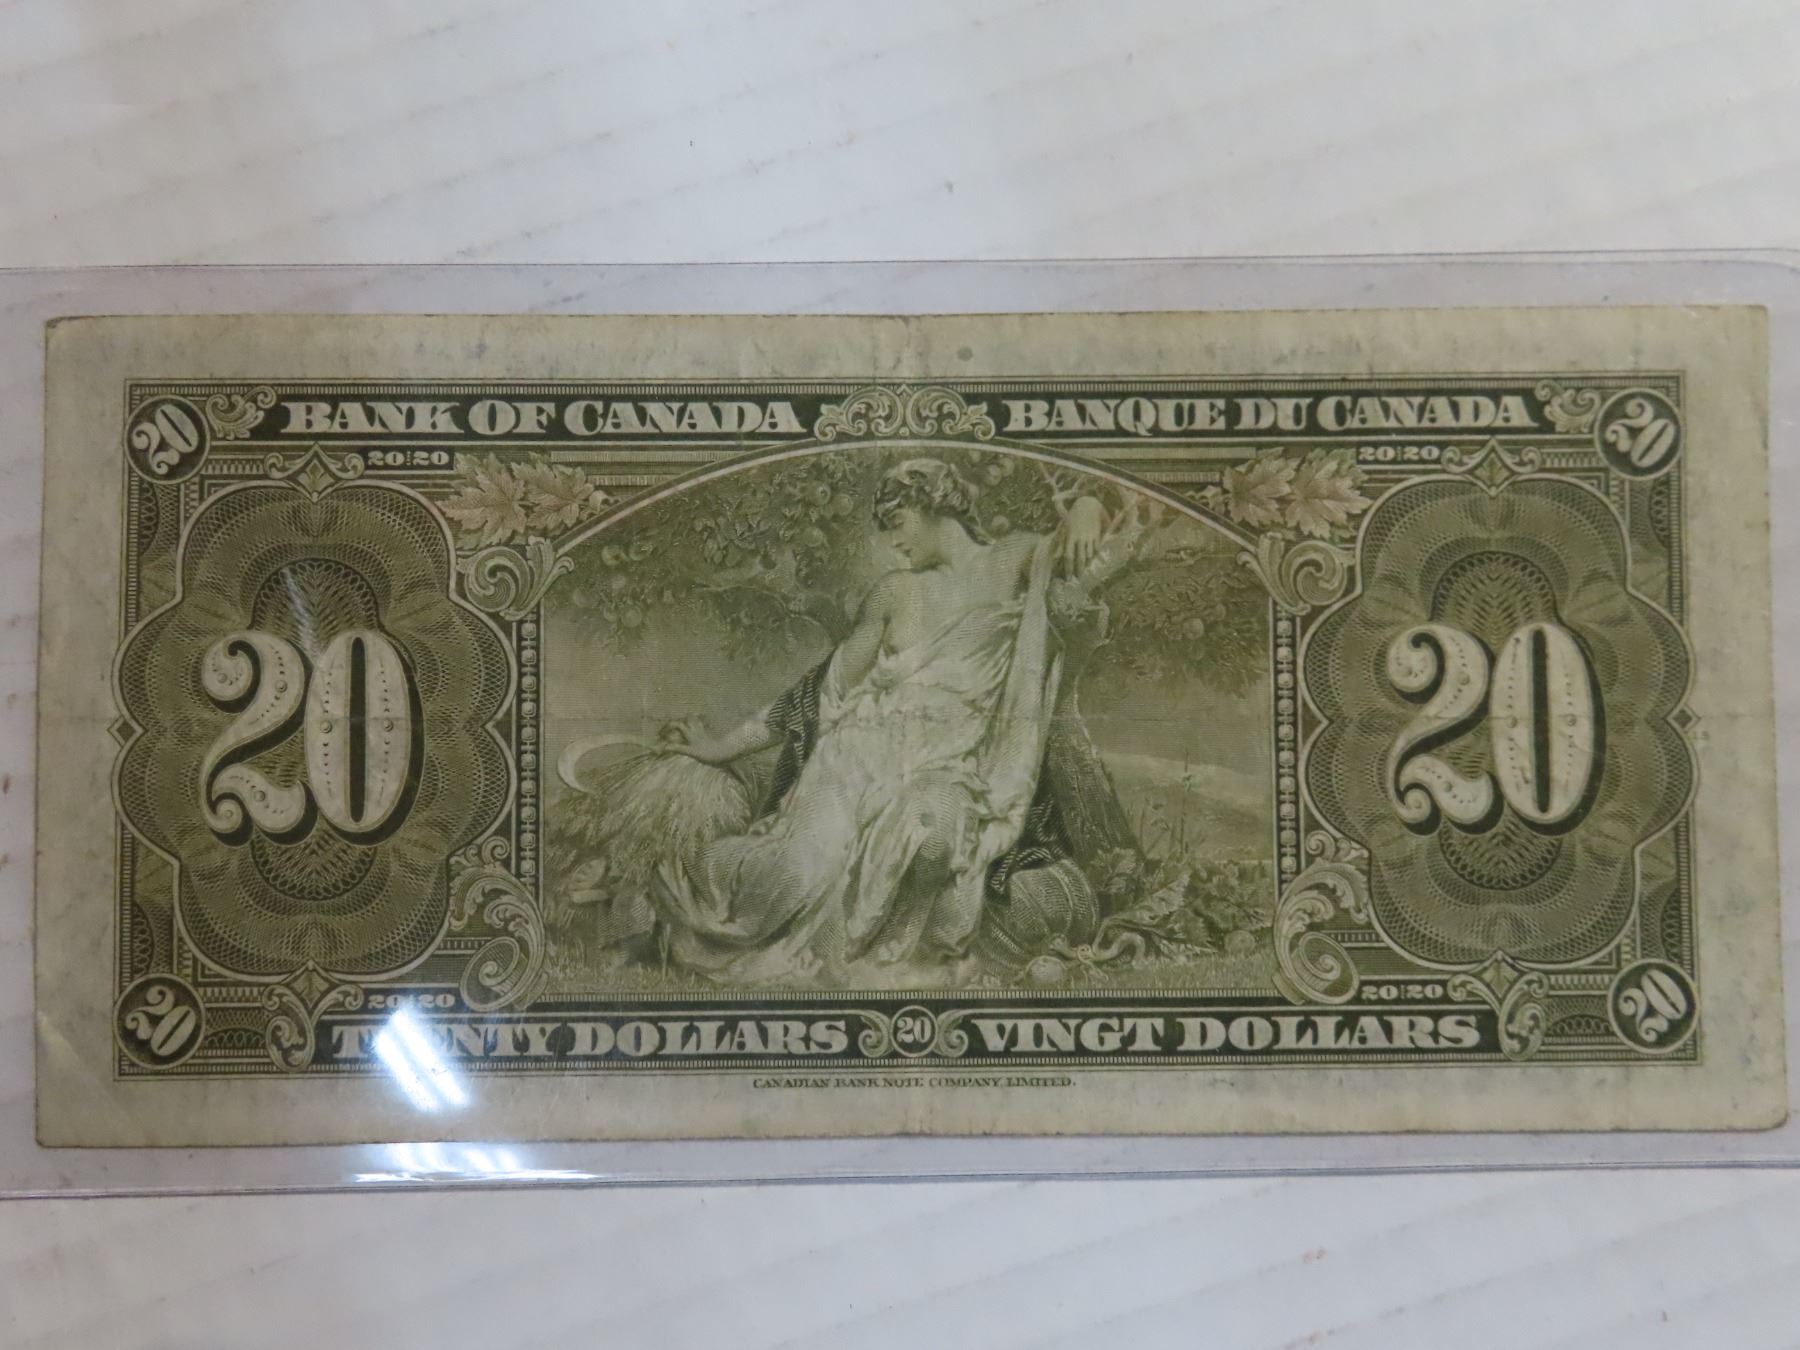 20 BANK OF CANADA BANQUE DU CANADA 20
20 20 20 20
20 20
20 20 20 20
20 TWENTY DOLLARS 20 VINGT DOLLARS 20
CANADIAN BANK NOTE COMPANY, LIMITED.